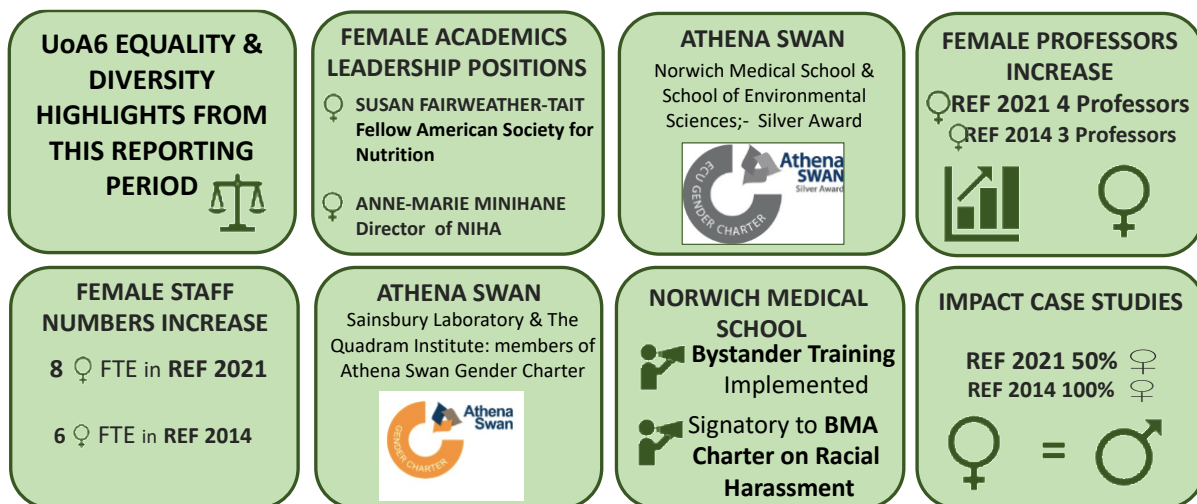 UoA6 EQUALITY &
DIVERSITY
HIGHLIGHTS FROM
THIS REPORTING
PERIOD
FEMALE ACADEMICS
LEADERSHIP POSITIONS
SUSAN FAIRWEATHER-TAIT
Fellow American Society for
Nutrition
ANNE-MARIE MINIHANE
Director of NIHA
ATHENA SWAN
Norwich Medical School &
School of Environmental
Sciences;- Silver Award
ECU GENDER CHARTER
Athena
SWAN
Silver Award
FEMALE PROFESSORS
INCREASE
♀REF 2021 4 Professors
♀REF 2014 3 Professors
FEMALE STAFF
NUMBERS INCREASE
8 ♀ FTE in REF 2021
6 ♀ FTE in REF 2014
ATHENA SWAN
Sainsbury Laboratory & The
Quadram Institute: members of
Athena Swan Gender Charter
GENDER CHARTER
Athena
Swan
NORWICH MEDICAL
SCHOOL
Bystander Training
Implemented
Signatory to BMA
Charter on Racial
Harassment
IMPACT CASE STUDIES
REF 2021 50% ♀
REF 2014 100% ♀
♀ = ♂